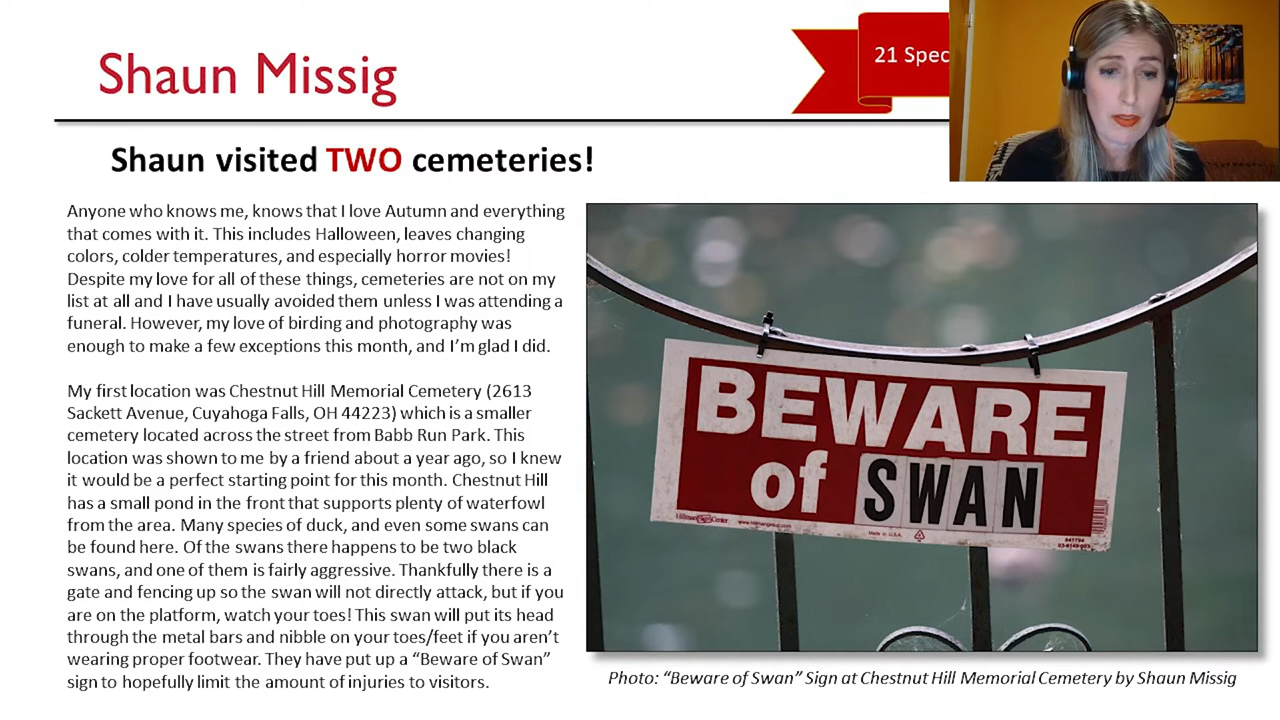 Shaun Missig
21 Spec
Shaun visited TWO cemeteries!
Anyone who knows me, knows that I love Autumn and everything
that comes with it. This includes Halloween, leaves changing
colors, colder temperatures, and especially horror movies!
Despite my love for all of these things, cemeteries are not on my
list at all and I have usually avoided them unless I was attending a
funeral. However, my love of birding and photography was
enough to make a few exceptions this month, and I’m glad I did.
My first location was Chestnut Hill Memorial Cemetery (2613
Sackett Avenue, Cuyahoga Falls, OH 44223) which is a smaller
cemetery located across the street from Babb Run Park. This
location was shown to me by a friend about a year ago, so I knew
it would be a perfect starting point for this month. Chestnut Hill
has a small pond in the front that supports plenty of waterfowl
from the area. Many species of duck, and even some swans can
be found here. Of the swans there happens to be two black
swans, and one of them is fairly aggressive. Thankfully there is a
gate and fencing up so the swan will not directly attack, but if you
are on the platform, watch your toes! This swan will put its head
through the metal bars and nibble on your toes/feet if you aren’t
wearing proper footwear. They have put up a “Beware of Swan”
sign to hopefully limit the amount of injuries to visitors.
BEWARE
of SWAN
Made in U.S.A.
Photo: “Beware of Swan” Sign at Chestnut Hill Memorial Cemetery by Shaun Missig